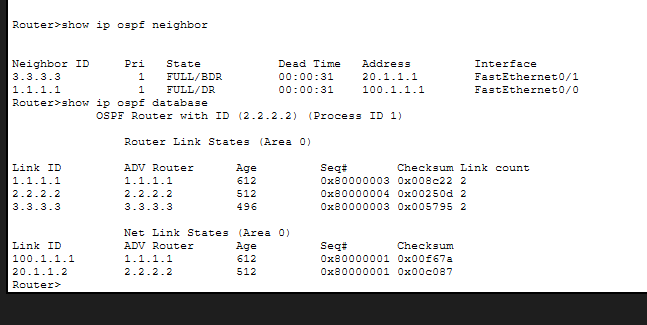 Router>show ip ospf neighbor
Neighbor ID Pri State Dead Time Address Interface
3.3.3.3 1 FULL/BDR 00:00:31 20.1.1.1 FastEthernet0/1
1.1.1.1 1 FULL/DR 00:00:31 100.1.1.1 FastEthernet0/0
Router>show ip ospf database
OSPF Router with ID (2.2.2.2) (Process ID 1)
Router Link States (Area 0)
Link ID ADV Router Age Seq# Checksum Link count
1.1.1.1 1.1.1.1 612 0x80000003 0x008c22 2
2.2.2.2 2.2.2.2 512 0x80000004 0x00250d 2
3.3.3.3 3.3.3.3 496 0x80000003 0x005795 2
Net Link States (Area 0)
Link ID ADV Router Age Seq# Checksum
100.1.1.1 1.1.1.1 612 0x80000001 0x00f67a
20.1.1.2 2.2.2.2 512 0x80000001 0x00c087
Router>